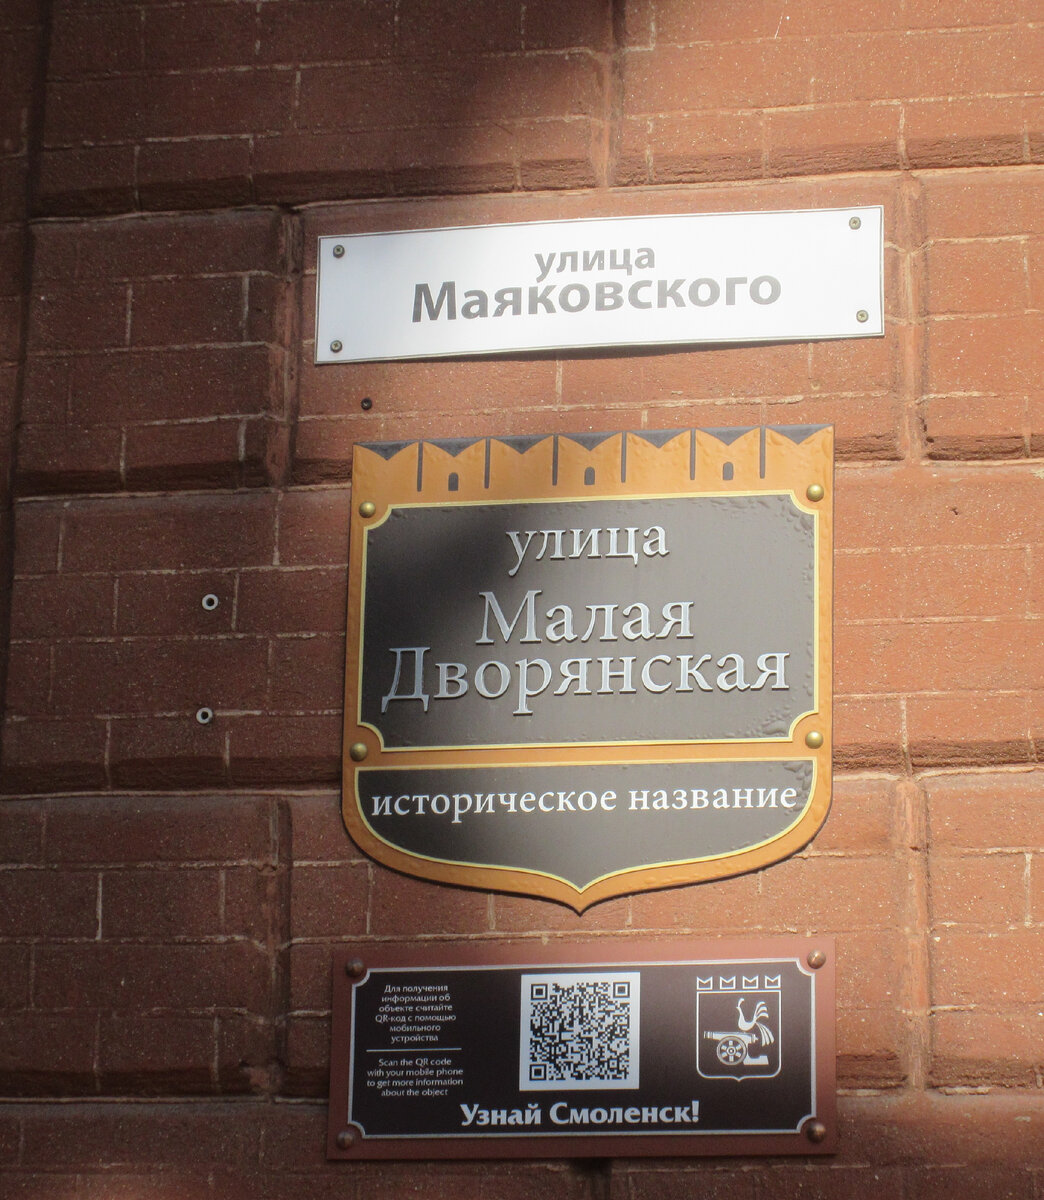 улица
Маяковского
улица
Малая
Дворянская
историческое название
Для получения
информации об
объекте считайте
QR-код с помощью
мобильного
устройства
Scan the QR code
with your mobile phone
to get more information
about the object
Узнай Смоленск!